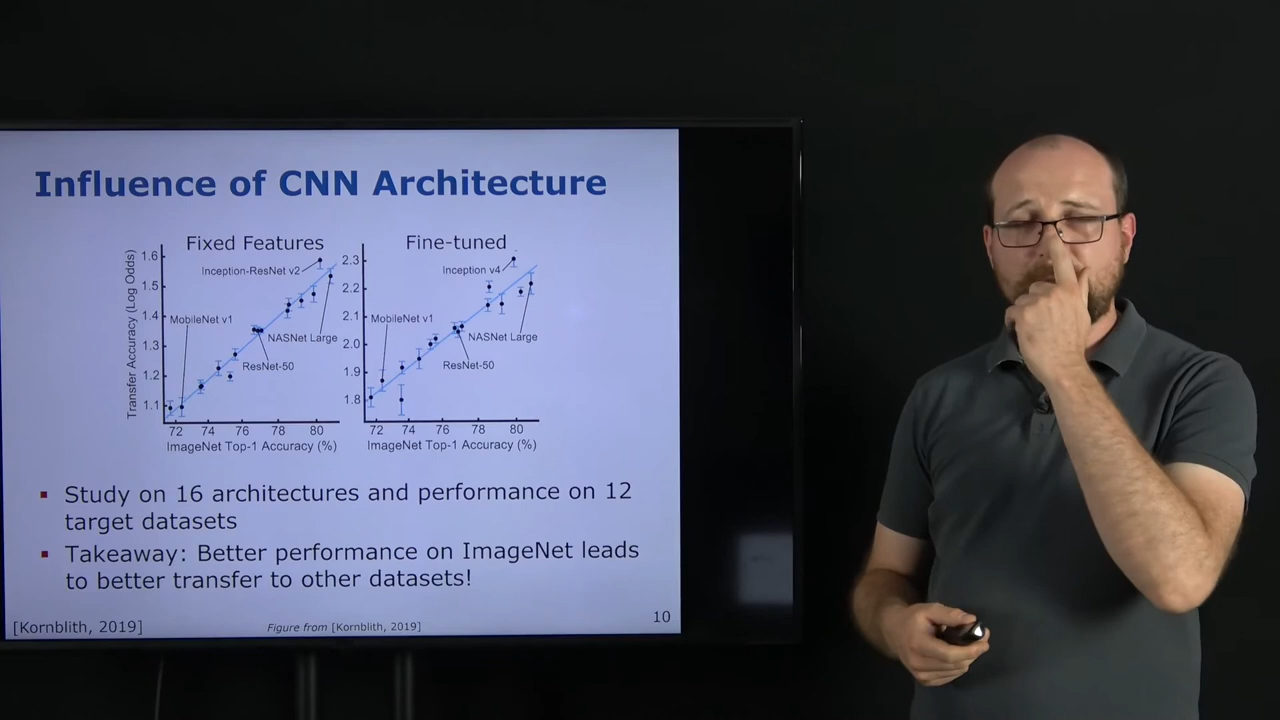 Influence of CNN Architecture
Fixed Features
Transfer Accuracy (Log Odds)
1.6
1.5
1.4
1.3
1.2
1.1
Inception-ResNet v2
MobileNet v1
NASNet Large
ResNet-50
72 74 76 78 80
ImageNet Top-1 Accuracy (%)
Fine-tuned
2.3
2.2
2.1
2.0
1.9
1.8
Inception v4
MobileNet v1
NASNet Large
ResNet-50
72 74 76 78 80
ImageNet Top-1 Accuracy (%)
▪ Study on 16 architectures and performance on 12
target datasets
▪ Takeaway: Better performance on ImageNet leads
to better transfer to other datasets!
[Kornblith, 2019]
Figure from [Kornblith, 2019]
10